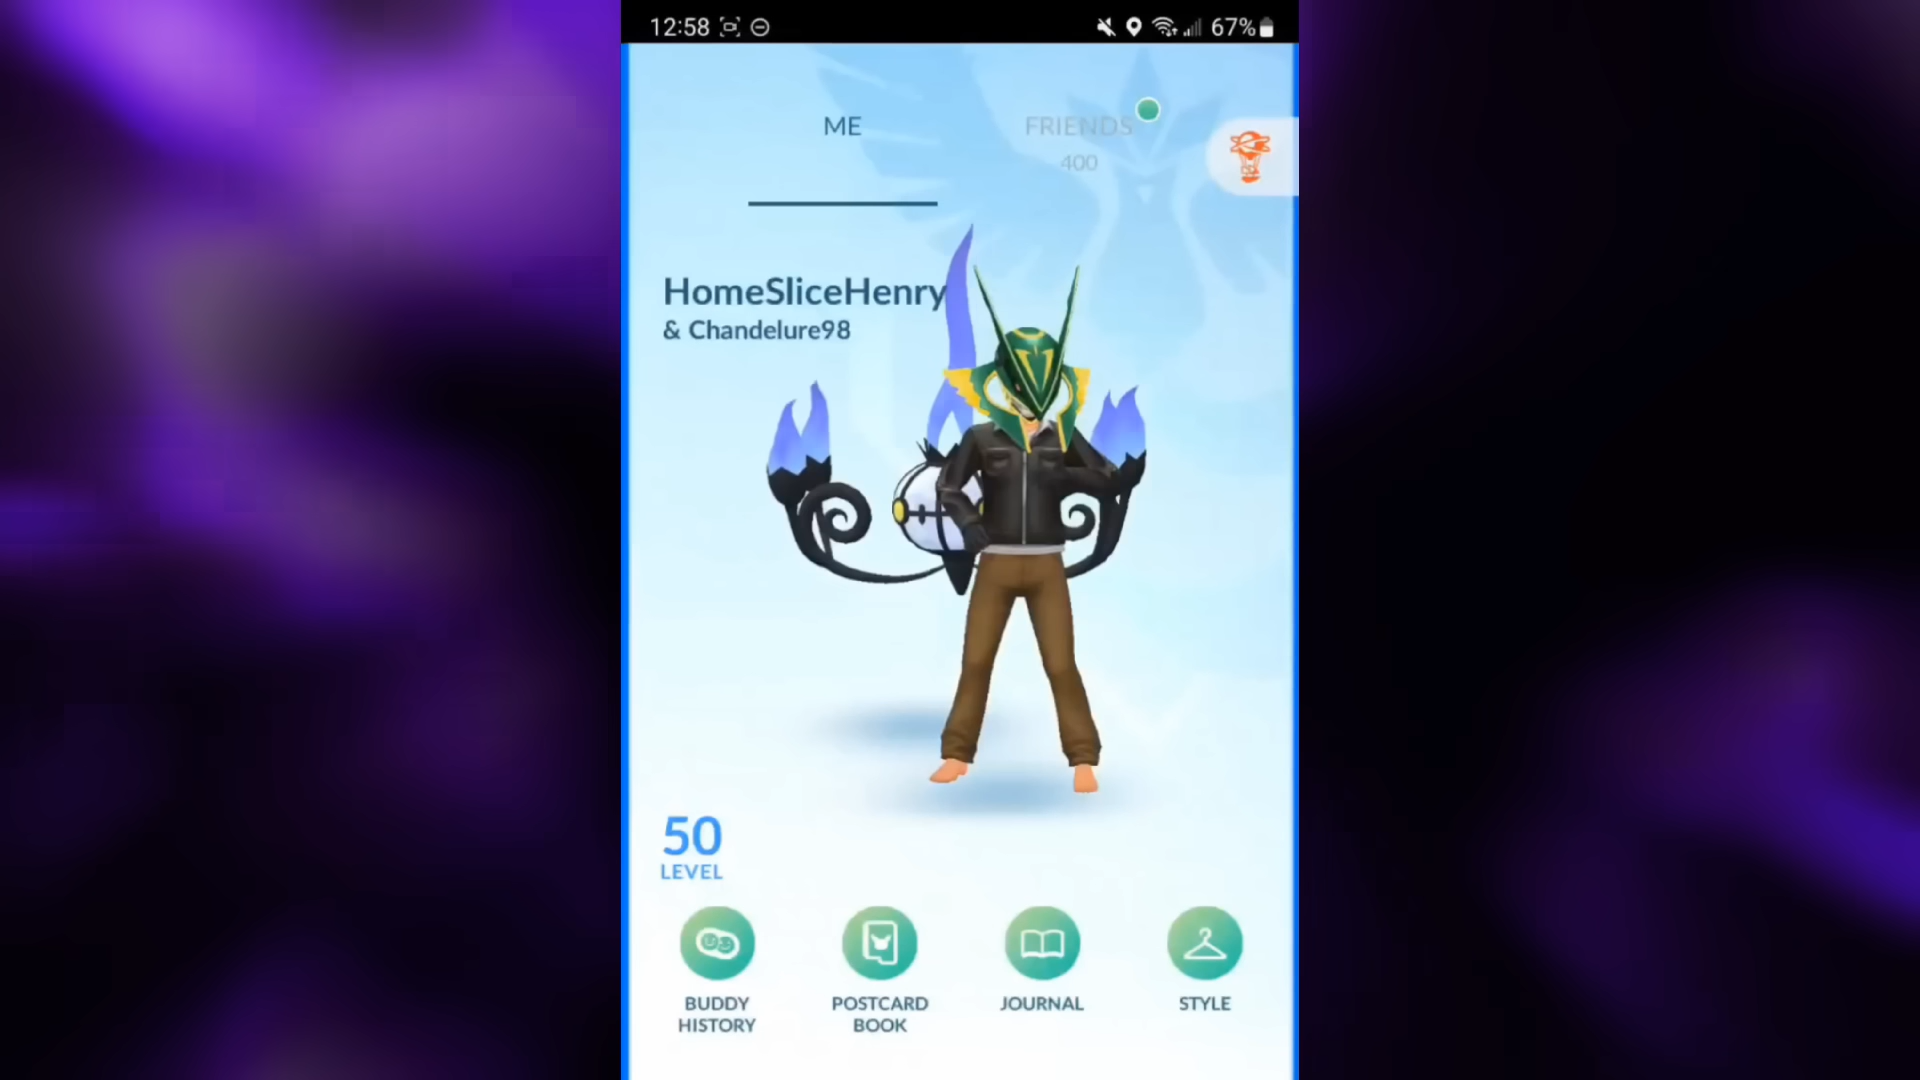 12:58
67%
ME
FRIENDS
400
HomeSliceHenry
& Chandelure98
50
LEVEL
BUDDY
HISTORY
POSTCARD
BOOK
JOURNAL
STYLE